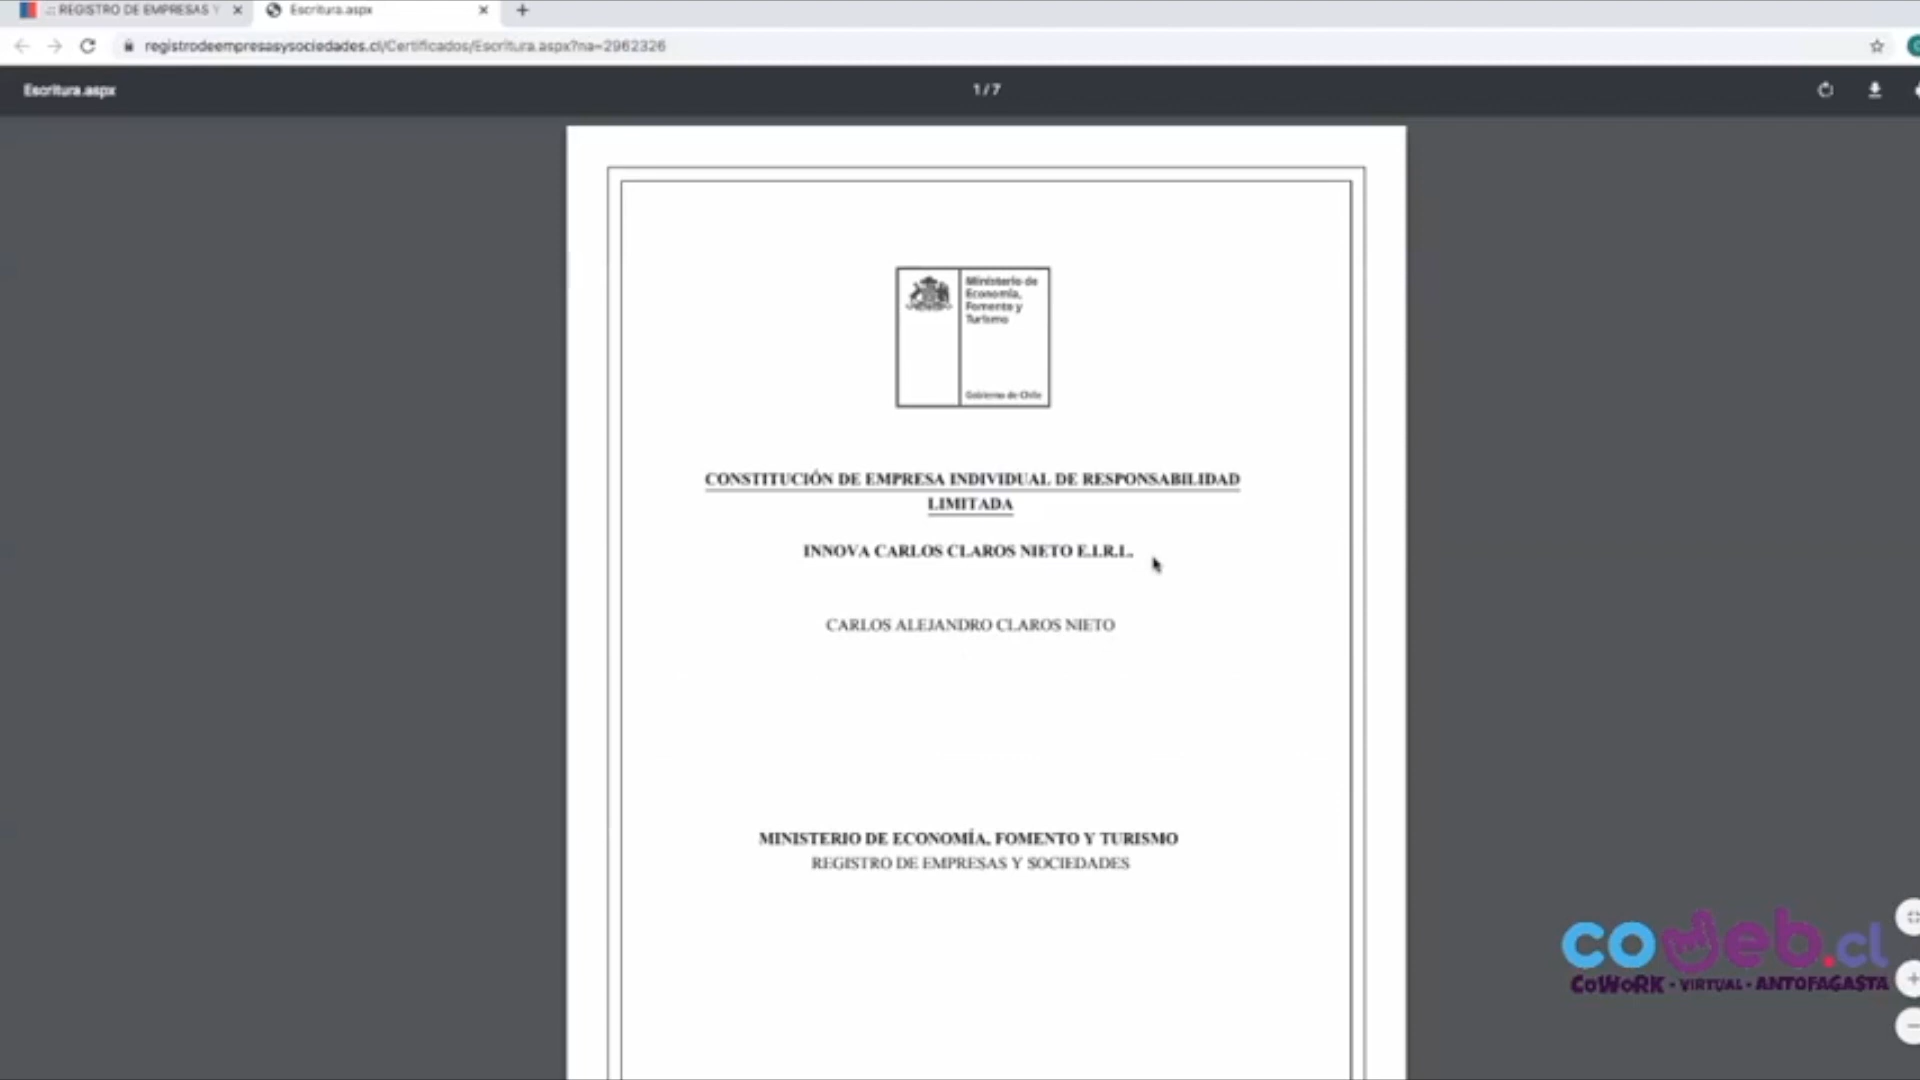 .:: REGISTRO DE EMPRESAS Y
Escritura.aspx
registrodeempresasysociedades.cl/Certificados/Escritura.aspx?na=2962326
Escritura.aspx
1 / 7
Ministerio de
Economía,
Fomento y
Turismo
Gobierno de Chile
CONSTITUCIÓN DE EMPRESA INDIVIDUAL DE RESPONSABILIDAD
LIMITADA
INNOVA CARLOS CLAROS NIETO E.I.R.L.
CARLOS ALEJANDRO CLAROS NIETO
MINISTERIO DE ECONOMÍA, FOMENTO Y TURISMO
REGISTRO DE EMPRESAS Y SOCIEDADES
coweb.cl
CoWoRK • VIRTUAL • ANTOFAGASTA